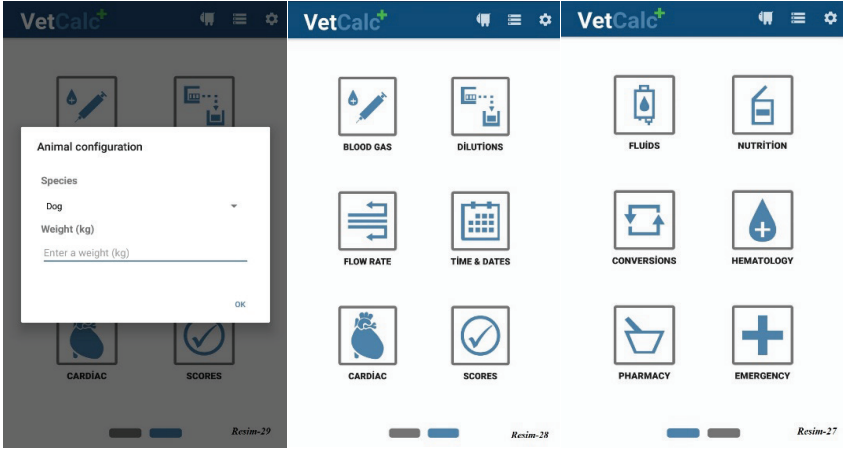 VetCalc+
Animal configuration
Species
Dog
Weight (kg)
Enter a weight (kg)
OK
CARDİAC
SCORES
Resim-29
VetCalc+
BLOOD GAS
DİLUTİONS
FLOW RATE
TİME & DATES
CARDİAC
SCORES
Resim-28
VetCalc+
FLUİDS
NUTRİTİON
CONVERSİONS
HEMATOLOGY
PHARMACY
EMERGENCY
Resim-27